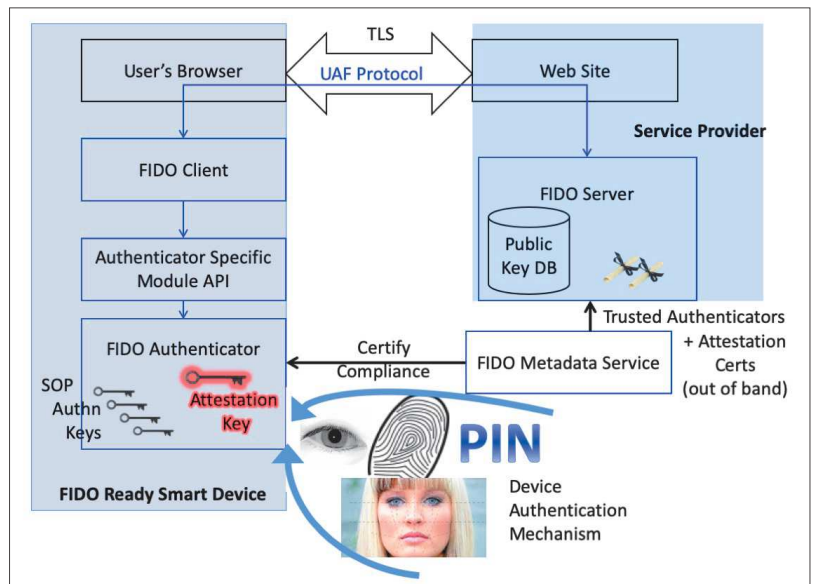 TLS
User's Browser
UAF Protocol
Web Site
Service Provider
FIDO Client
FIDO Server
Public
Key DB
Authenticator Specific
Module API
Trusted Authenticators
+ Attestation
Certs
(out of band)
FIDO Authenticator
Certify
Compliance
FIDO Metadata Service
SOP
Authn
Keys
Attestation
Key
PIN
FIDO Ready Smart Device
Device
Authentication
Mechanism